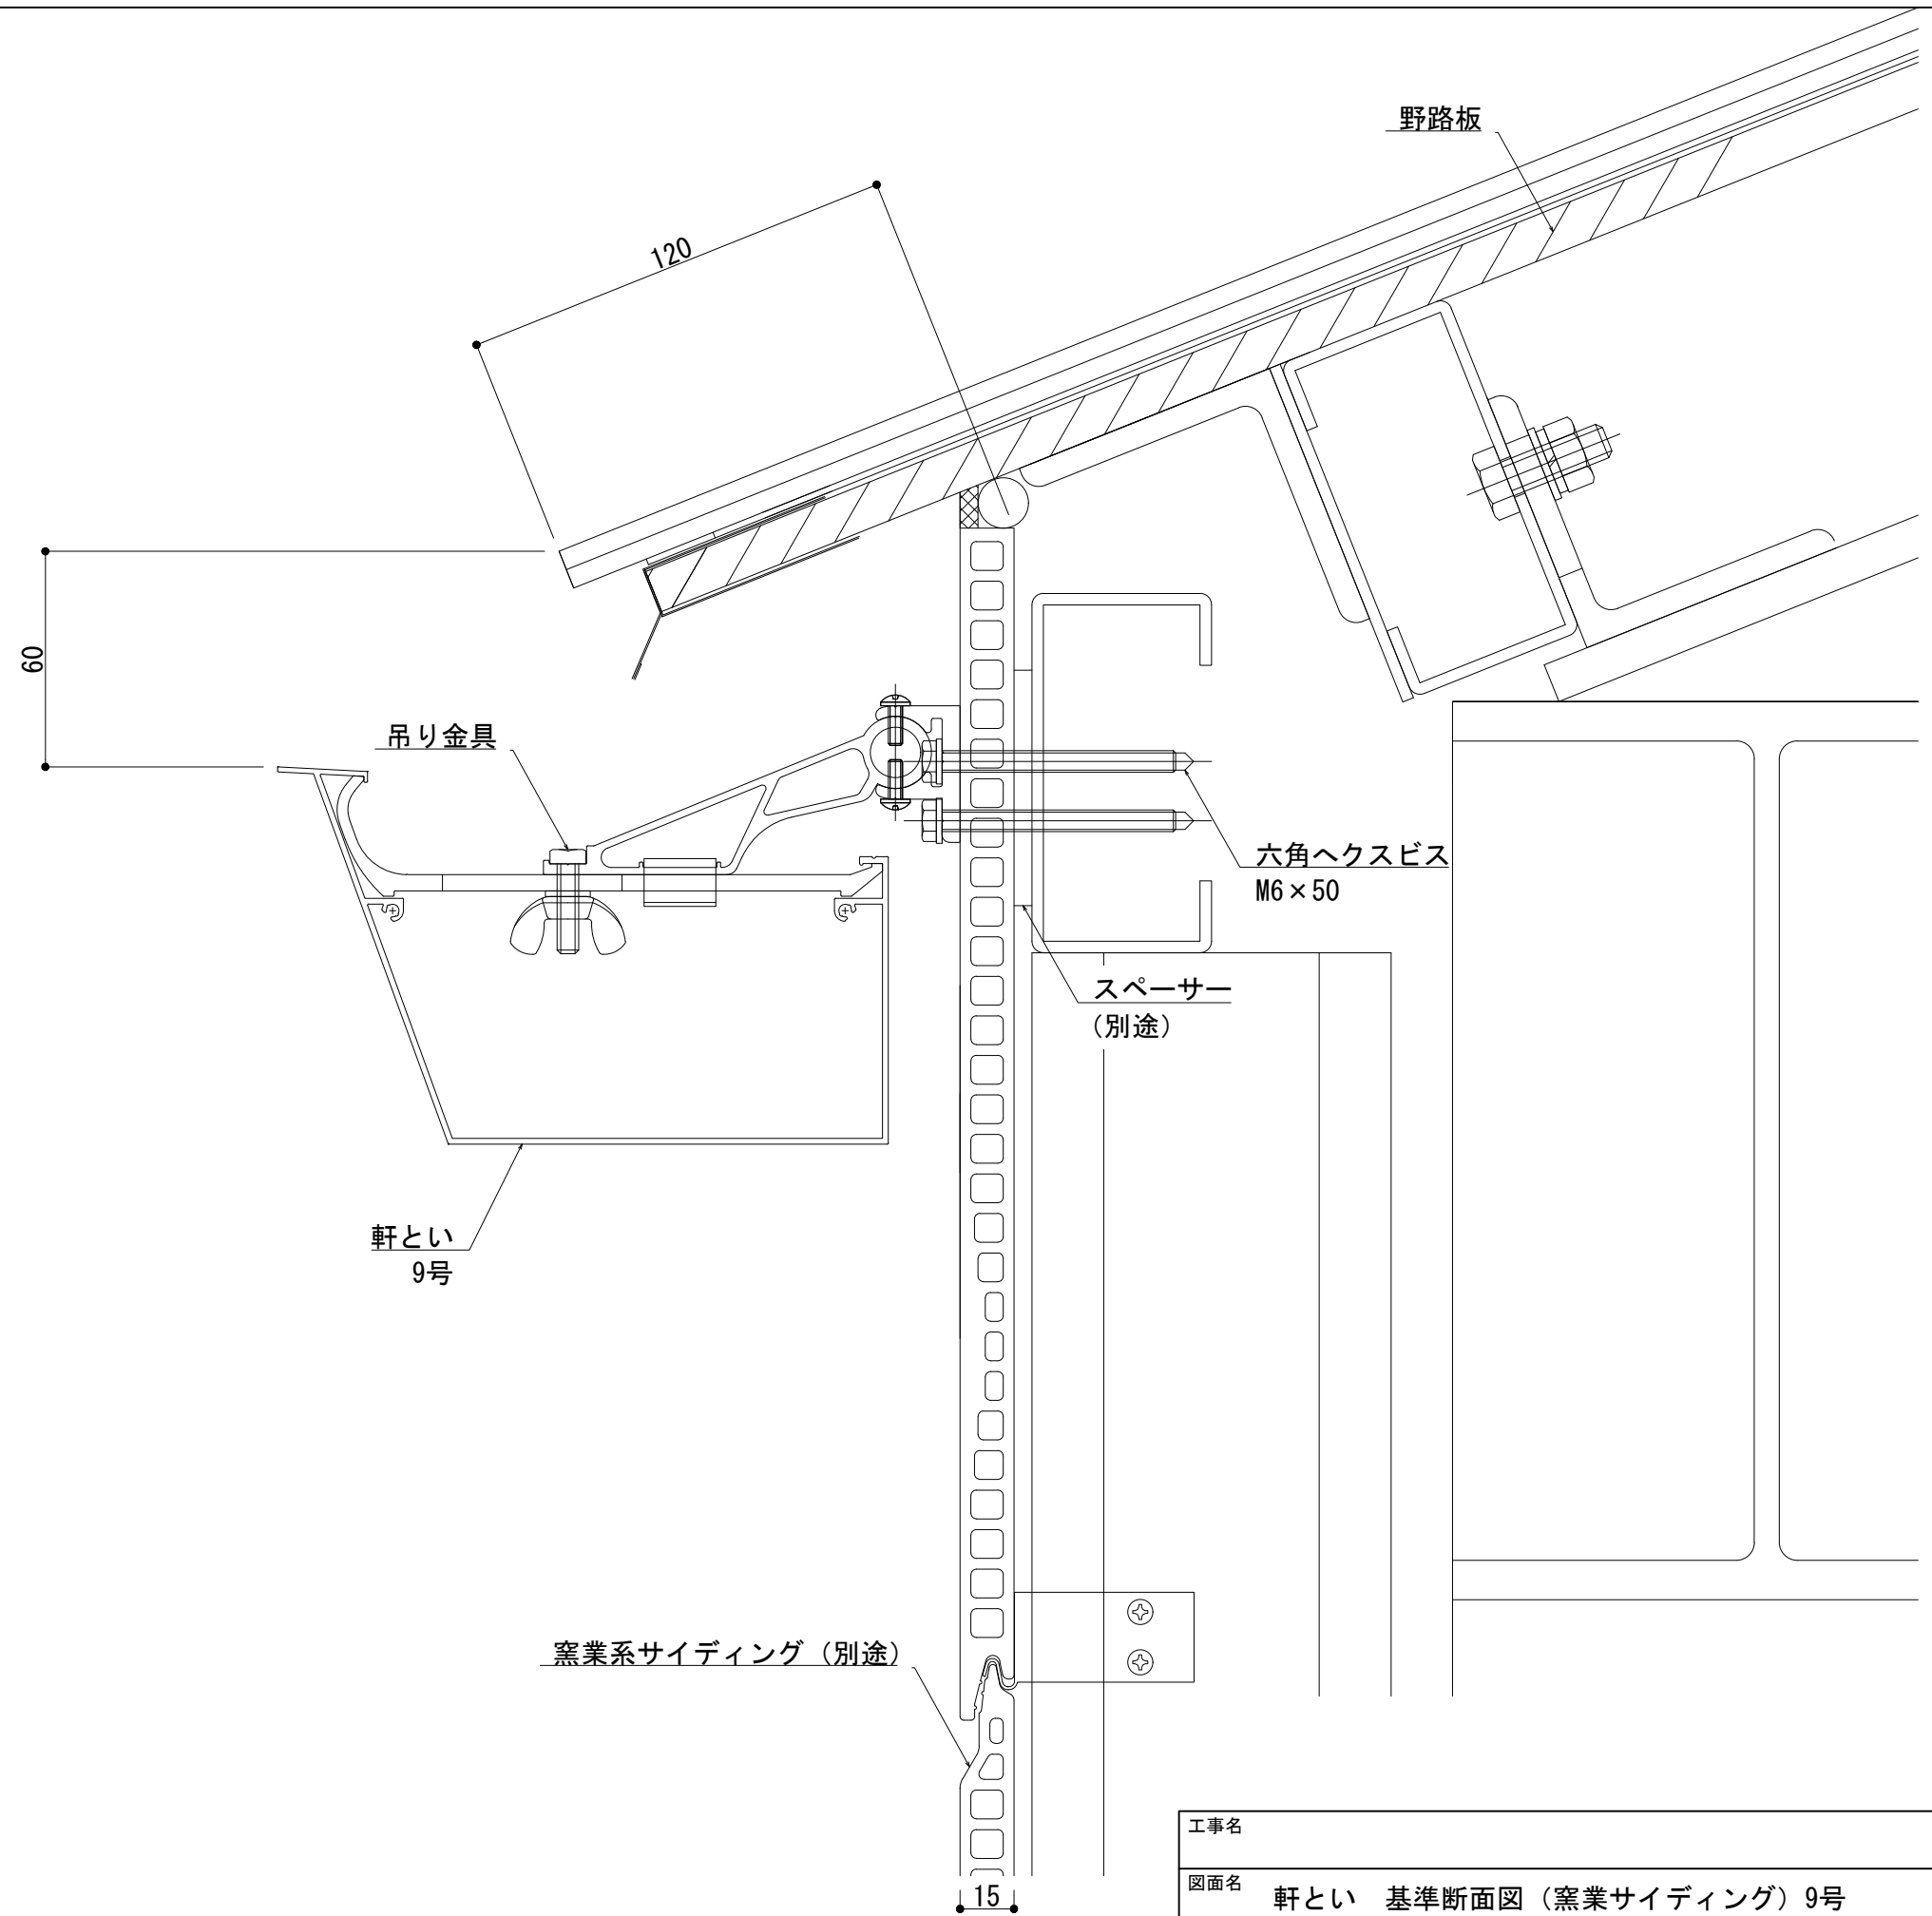 野路板
120
60
吊り金具
六角ヘクスビス
M6×50
スペーサー
（別途）
軒とい
9号
窯業系サイディング（別途）
15
工事名
図面名
軒とい　基準断面図（窯業サイディング）9号